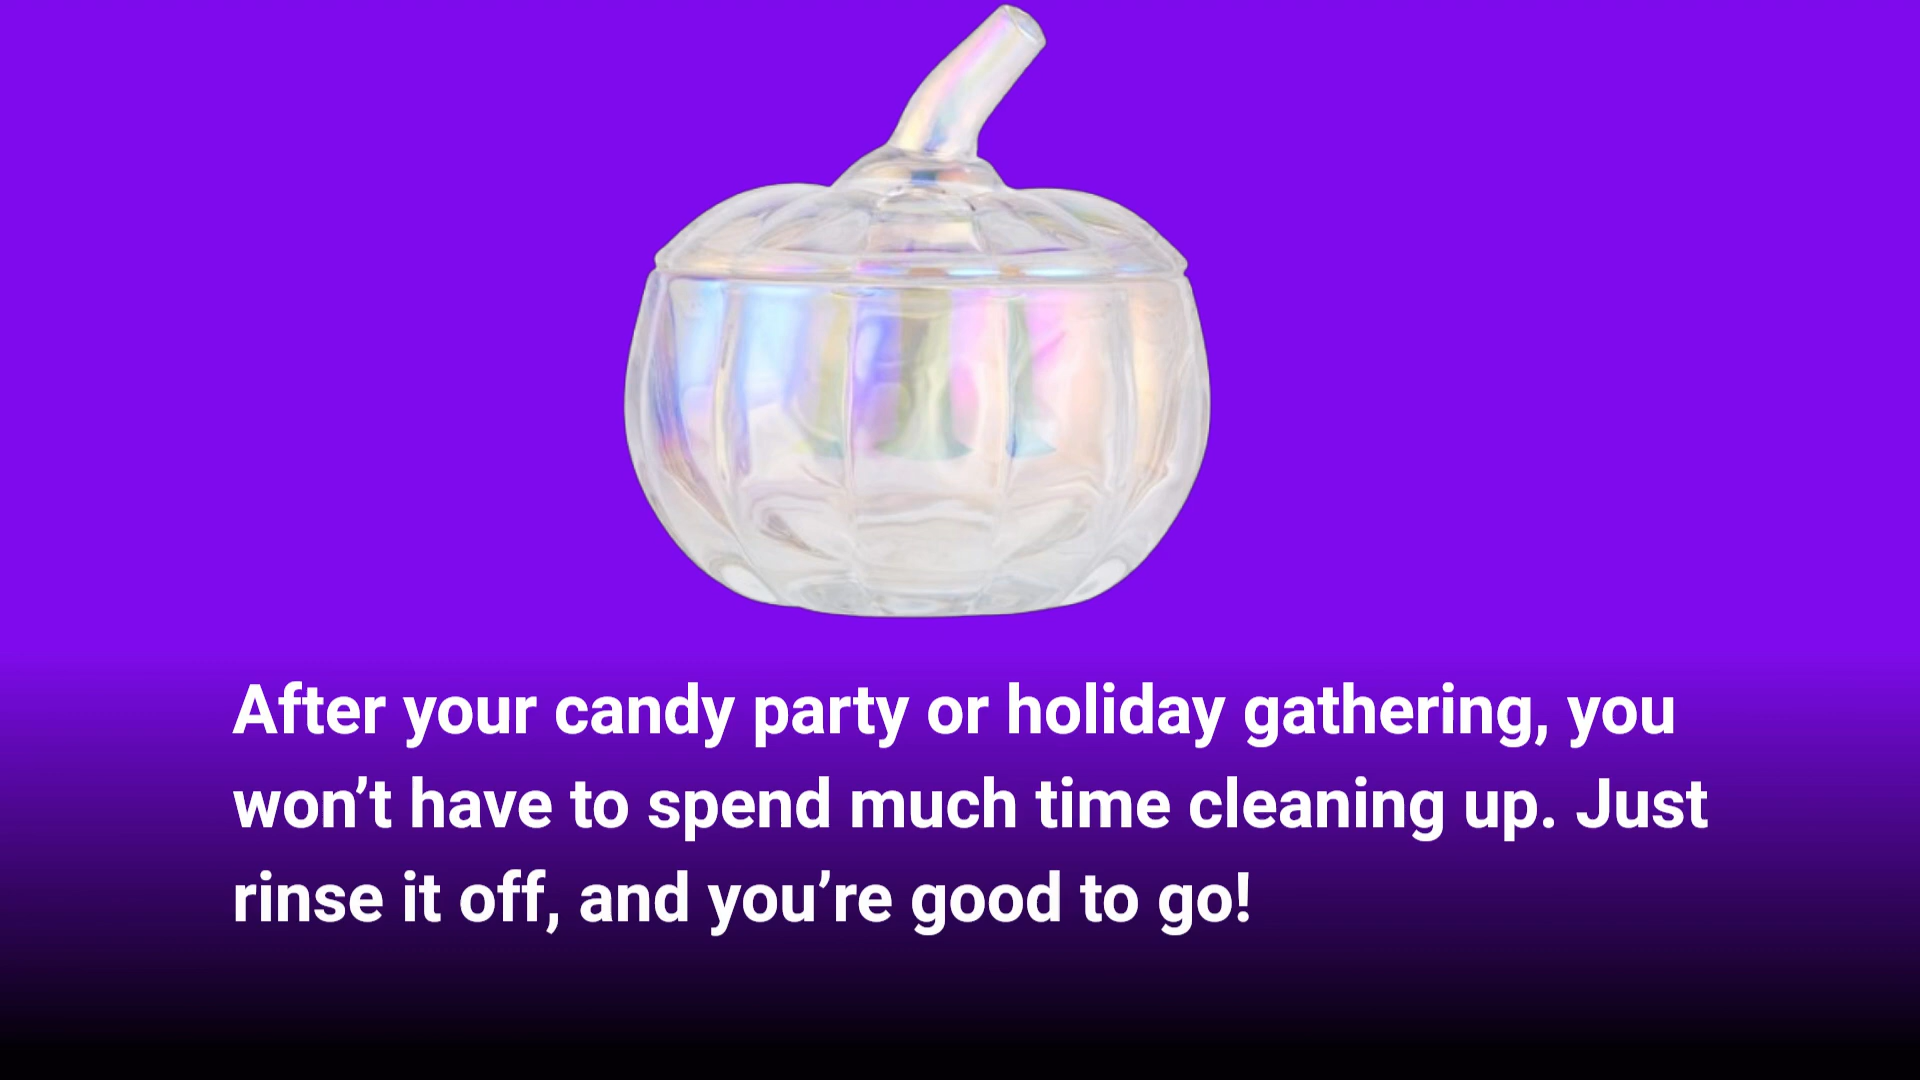 After your candy party or holiday gathering, you
won’t have to spend much time cleaning up. Just
rinse it off, and you’re good to go!